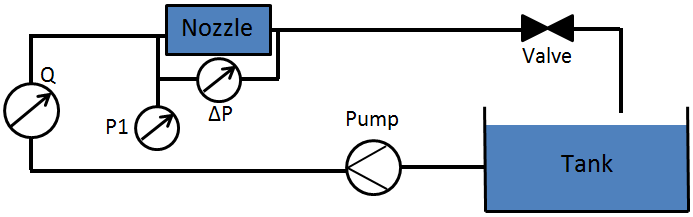 Nozzle
Valve
Q
ΔP
P1
Pump
Tank